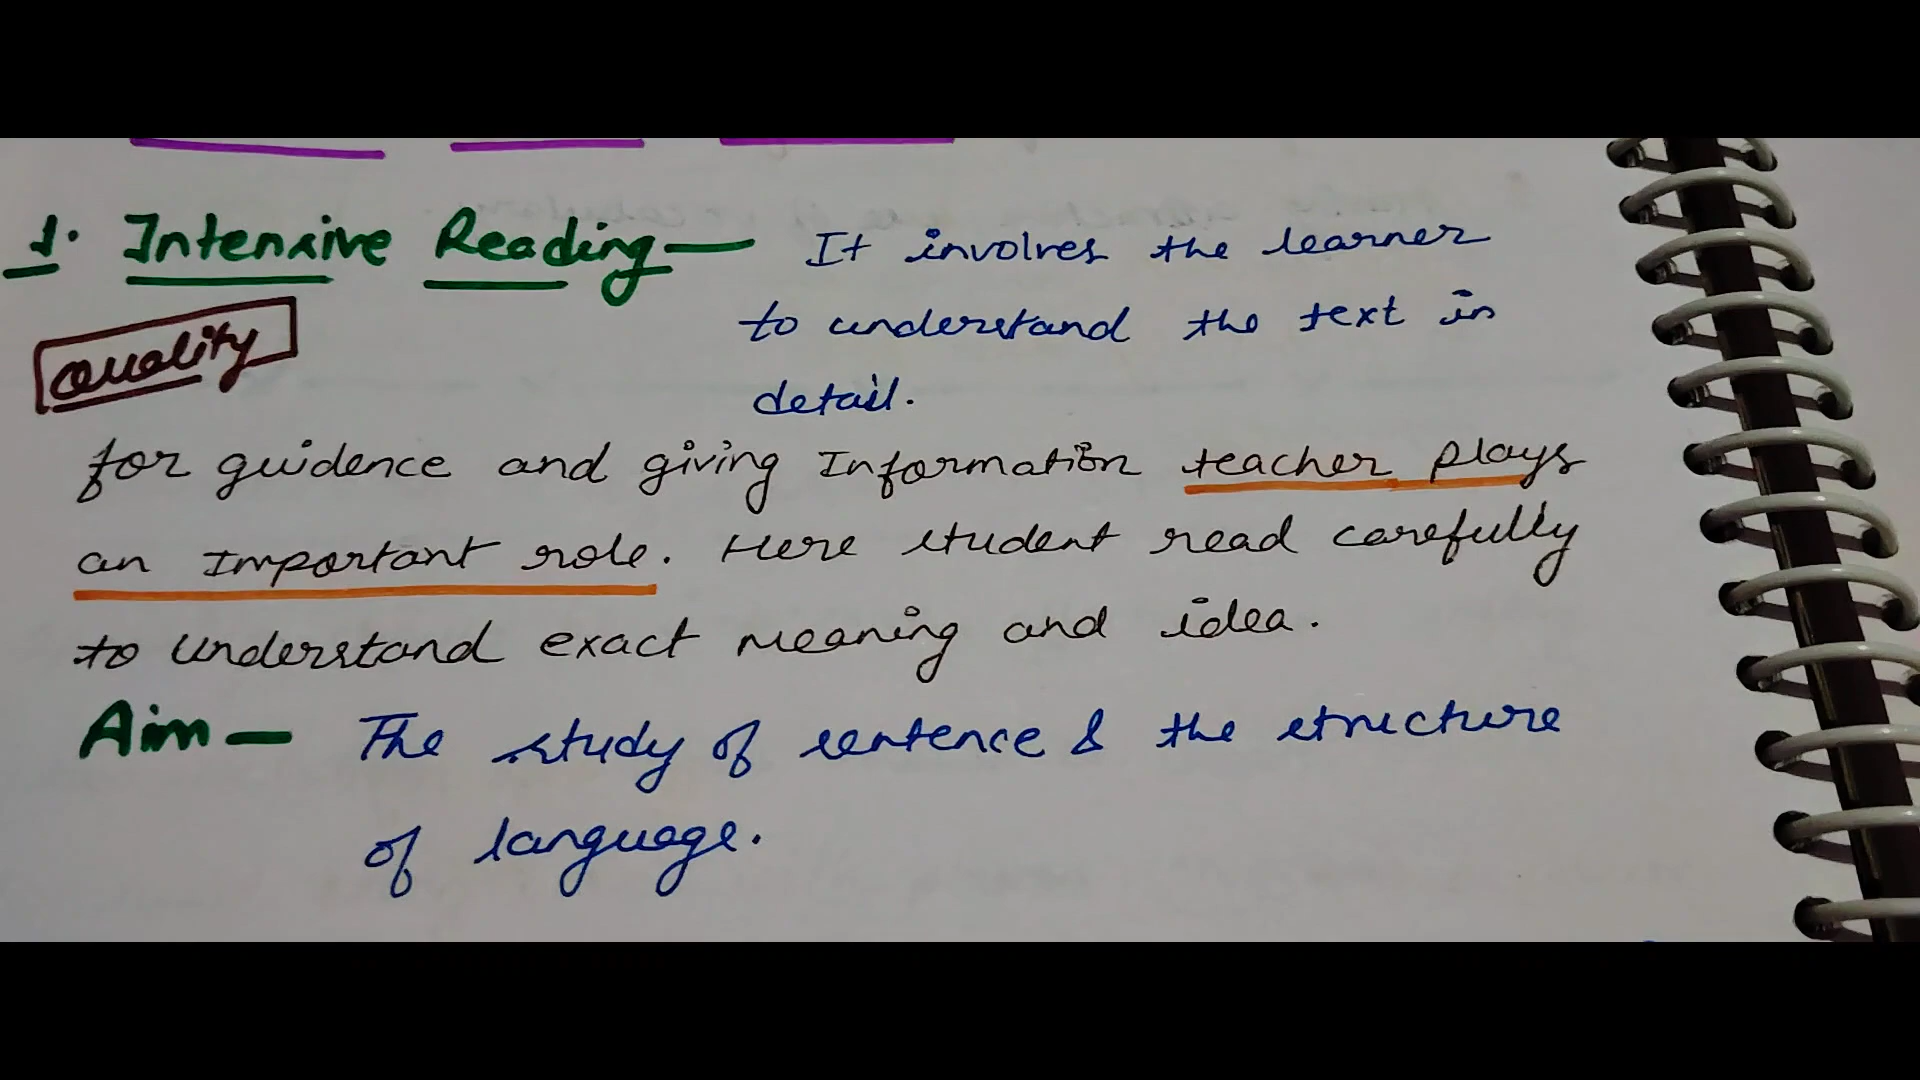 1. Intensive Reading — It involves the learner
Quality
to understand the text in
detail.
for guidence and giving Information teacher plays
an Important role. Here student read carefully
to understand exact meaning and idea.
Aim — The study of sentence & the structure
of language.